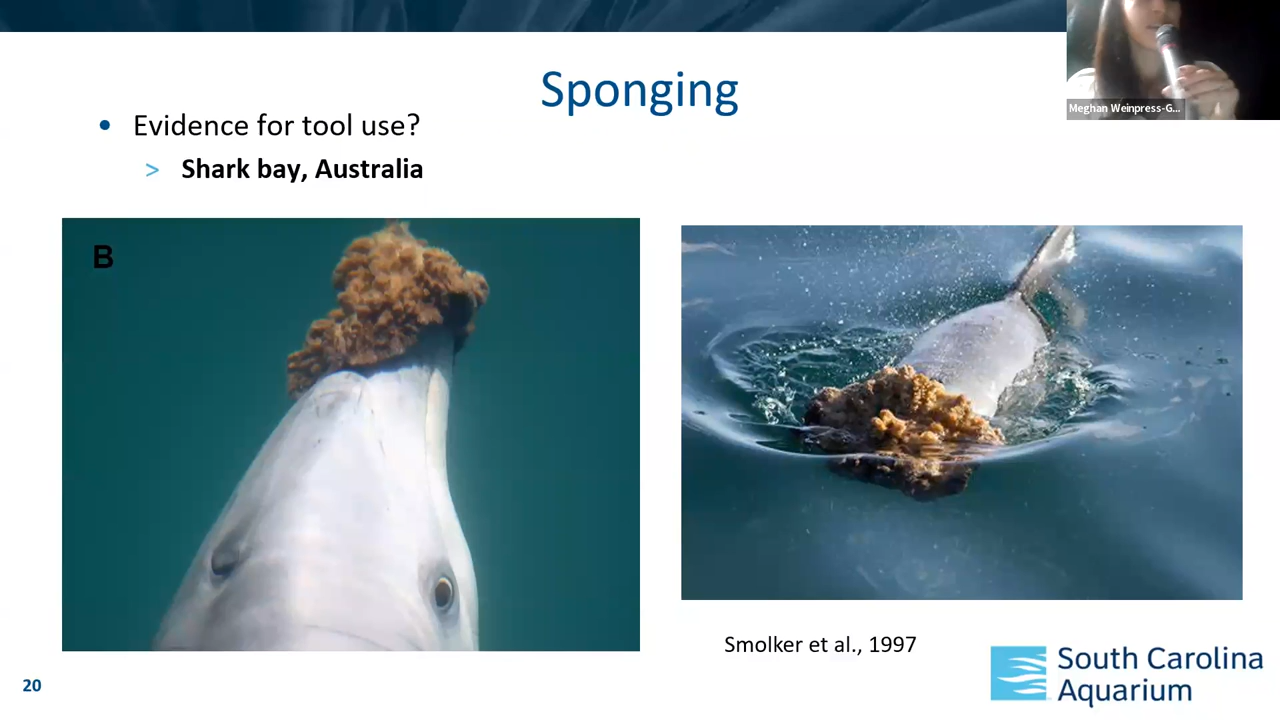 Sponging
• Evidence for tool use?
> Shark bay, Australia
Meghan Weinpress-G...
B
Smolker et al., 1997
20
South Carolina
Aquarium